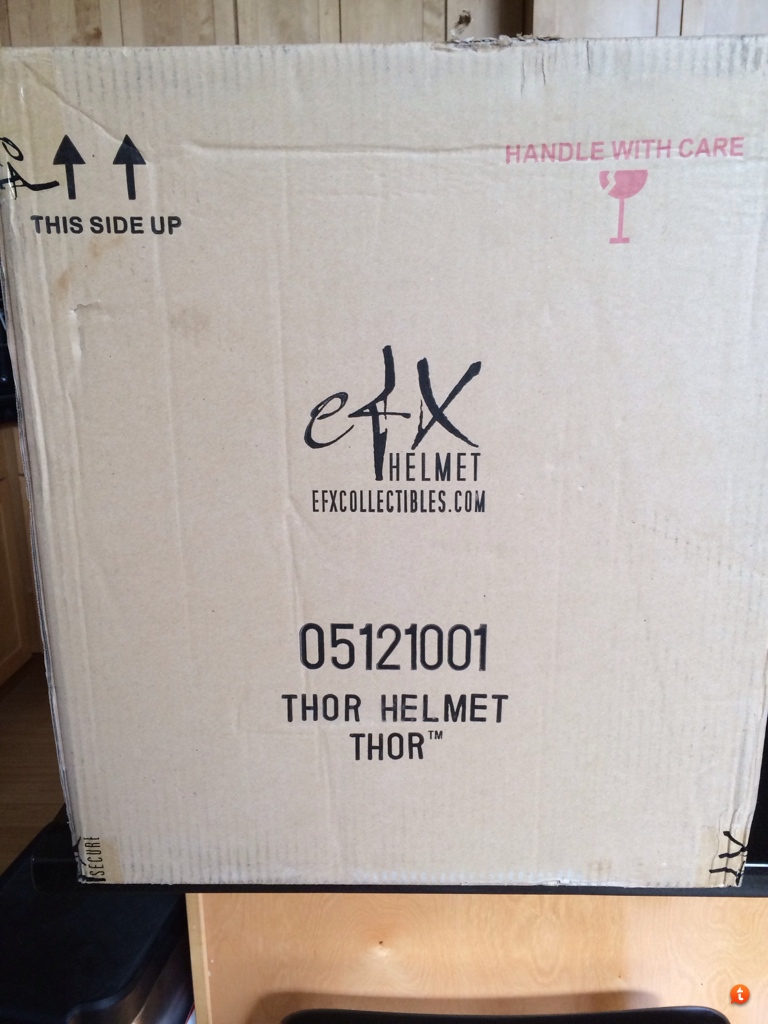 HANDLE WITH CARE
THIS SIDE UP
efX
HELMET
EFXCOLLECTIBLES.COM
05121001
THOR HELMET
THOR™
SECURE
t